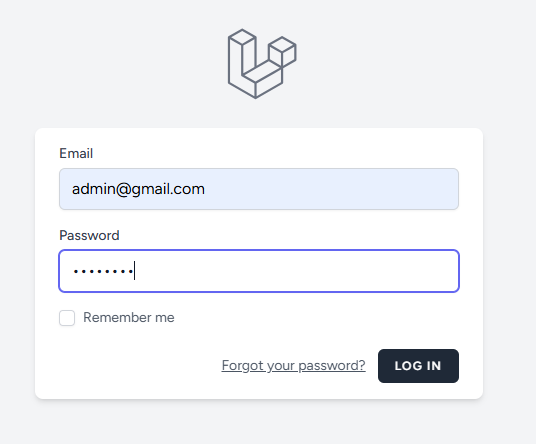 Email
admin@gmail.com
Password
••••••••
Remember me
Forgot your password? LOG IN